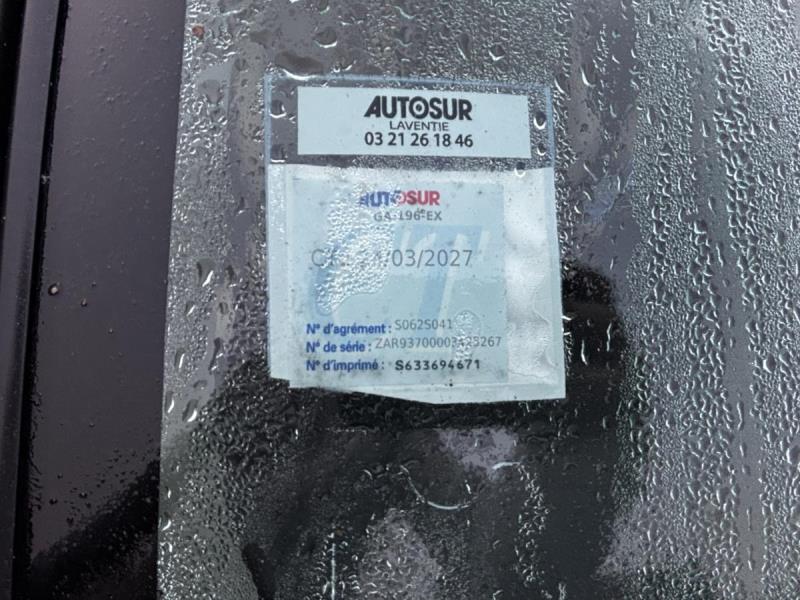 AUTOSUR
LAVENTIE
03 21 26 18 46
AUTOSUR
GA-196-EX
/03/2027
CT
N° d'agrément : S062S041
N° de série :
N° d'imprimé : S633694671